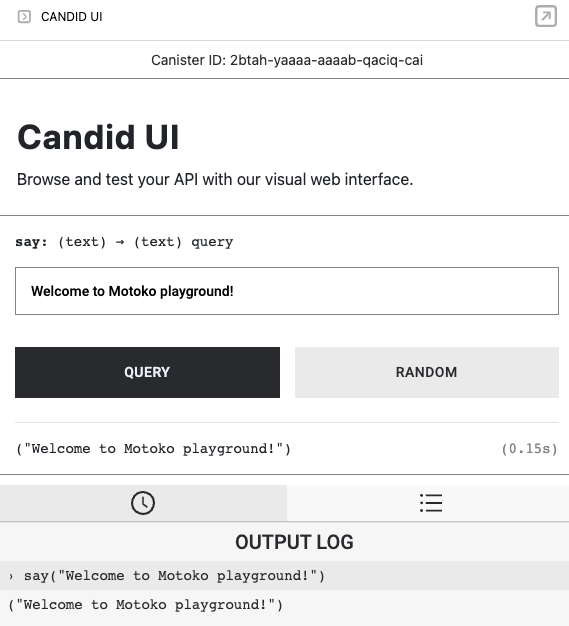 CANDID UI
Canister ID: 2btah-yaaaa-aaaab-qaciq-cai
Candid UI
Browse and test your API with our visual web interface.
say: (text) → (text) query
Welcome to Motoko playground!
QUERY RANDOM
("Welcome to Motoko playground!") (0.15s)
OUTPUT LOG
› say("Welcome to Motoko playground!")
("Welcome to Motoko playground!")